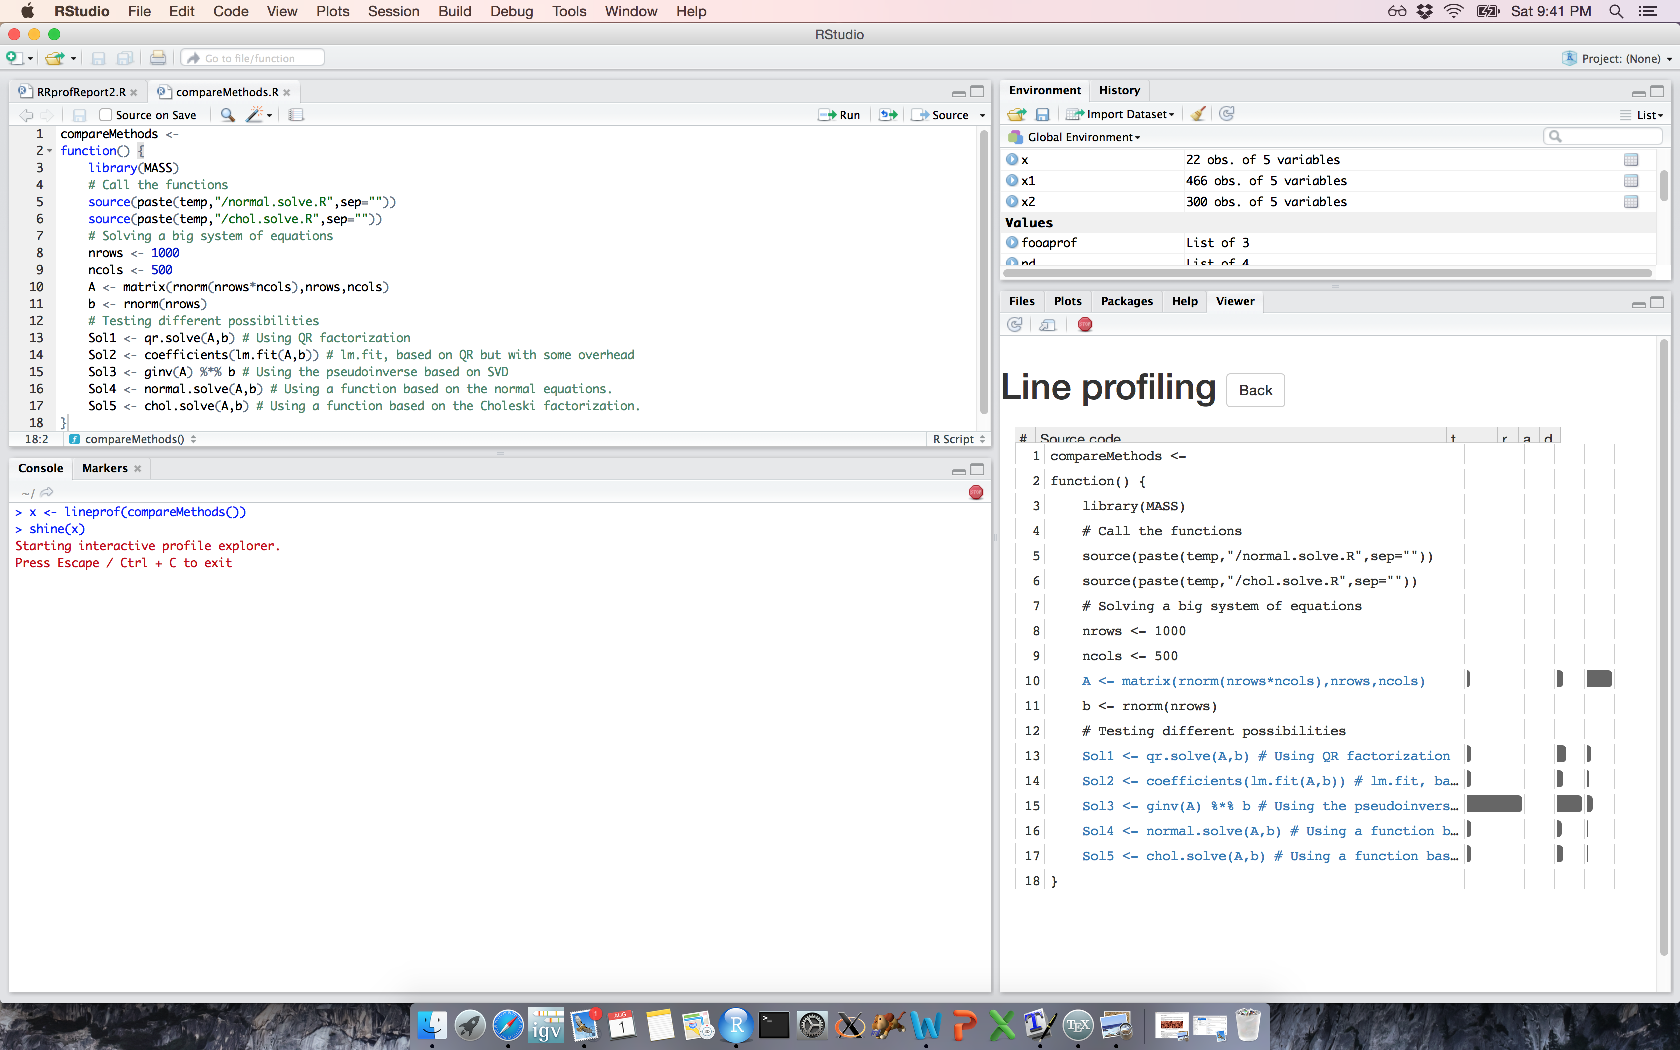 RStudio File Edit Code View Plots Session Build Debug Tools Window Help Sat 9:41 PM
RStudio
Go to file/function Project: (None)
RRprofReport2.R compareMethods.R
Source on Save Run Source
1 compareMethods <-
2 function() {
3 library(MASS)
4 # Call the functions
5 source(paste(temp,"/normal.solve.R",sep=""))
6 source(paste(temp,"/chol.solve.R",sep=""))
7 # Solving a big system of equations
8 nrows <- 1000
9 ncols <- 500
10 A <- matrix(rnorm(nrows*ncols),nrows,ncols)
11 b <- rnorm(nrows)
12 # Testing different possibilities
13 Sol1 <- qr.solve(A,b) # Using QR factorization
14 Sol2 <- coefficients(lm.fit(A,b)) # lm.fit, based on QR but with some overhead
15 Sol3 <- ginv(A) %*% b # Using the pseudoinverse based on SVD
16 Sol4 <- normal.solve(A,b) # Using a function based on the normal equations.
17 Sol5 <- chol.solve(A,b) # Using a function based on the Choleski factorization.
18 }
18:2 compareMethods() R Script
Console Markers
~/
> x <- lineprof(compareMethods())
> shine(x)
Starting interactive profile explorer.
Press Escape / Ctrl + C to exit
Environment History
Import Dataset List
Global Environment
x 22 obs. of 5 variables
x1 466 obs. of 5 variables
x2 300 obs. of 5 variables
Values
fooaprof List of 3
nd List of 4
Files Plots Packages Help Viewer
Line profiling Back
# Source code t r a d
1 compareMethods <-
2 function() {
3 library(MASS)
4 # Call the functions
5 source(paste(temp,"/normal.solve.R",sep=""))
6 source(paste(temp,"/chol.solve.R",sep=""))
7 # Solving a big system of equations
8 nrows <- 1000
9 ncols <- 500
10 A <- matrix(rnorm(nrows*ncols),nrows,ncols)
11 b <- rnorm(nrows)
12 # Testing different possibilities
13 Sol1 <- qr.solve(A,b) # Using QR factorization
14 Sol2 <- coefficients(lm.fit(A,b)) # lm.fit, ba…
15 Sol3 <- ginv(A) %*% b # Using the pseudoinvers…
16 Sol4 <- normal.solve(A,b) # Using a function b…
17 Sol5 <- chol.solve(A,b) # Using a function bas…
18 }
igv 1 AUG 1 R >_ X W P X T TEX